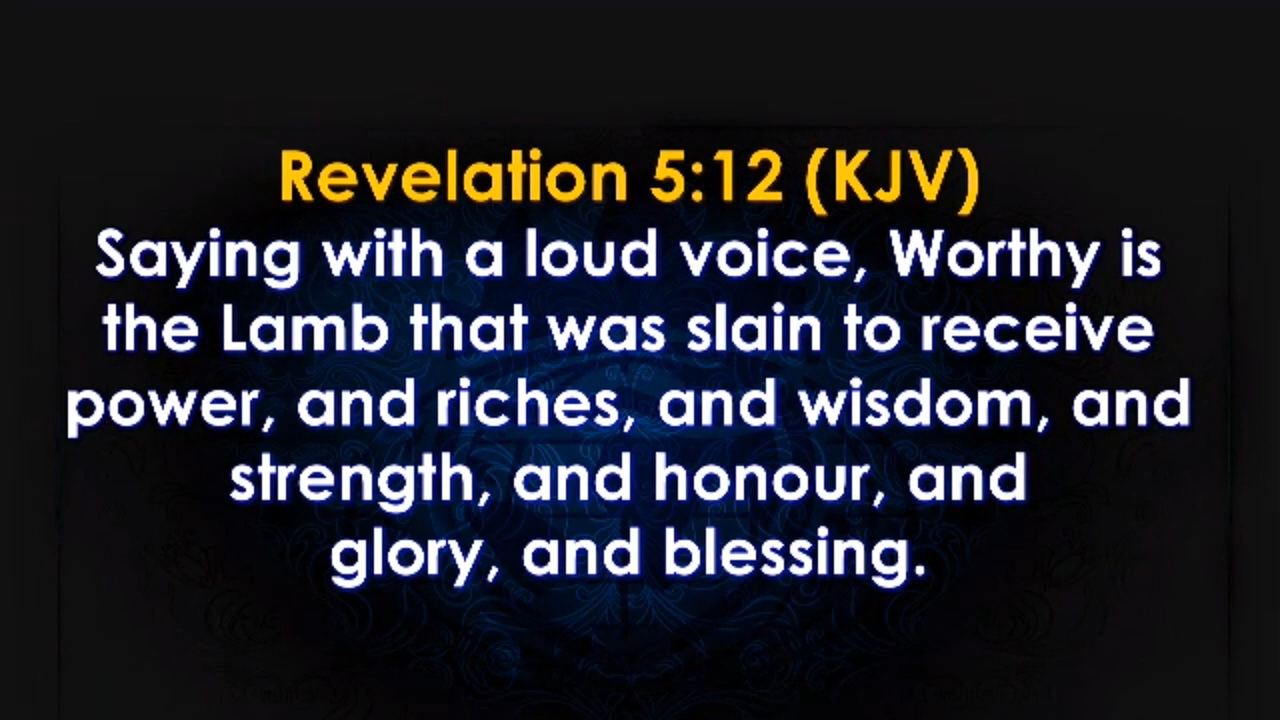 Revelation 5:12 (KJV)
Saying with a loud voice, Worthy is
the Lamb that was slain to receive
power, and riches, and wisdom, and
strength, and honour, and
glory, and blessing.